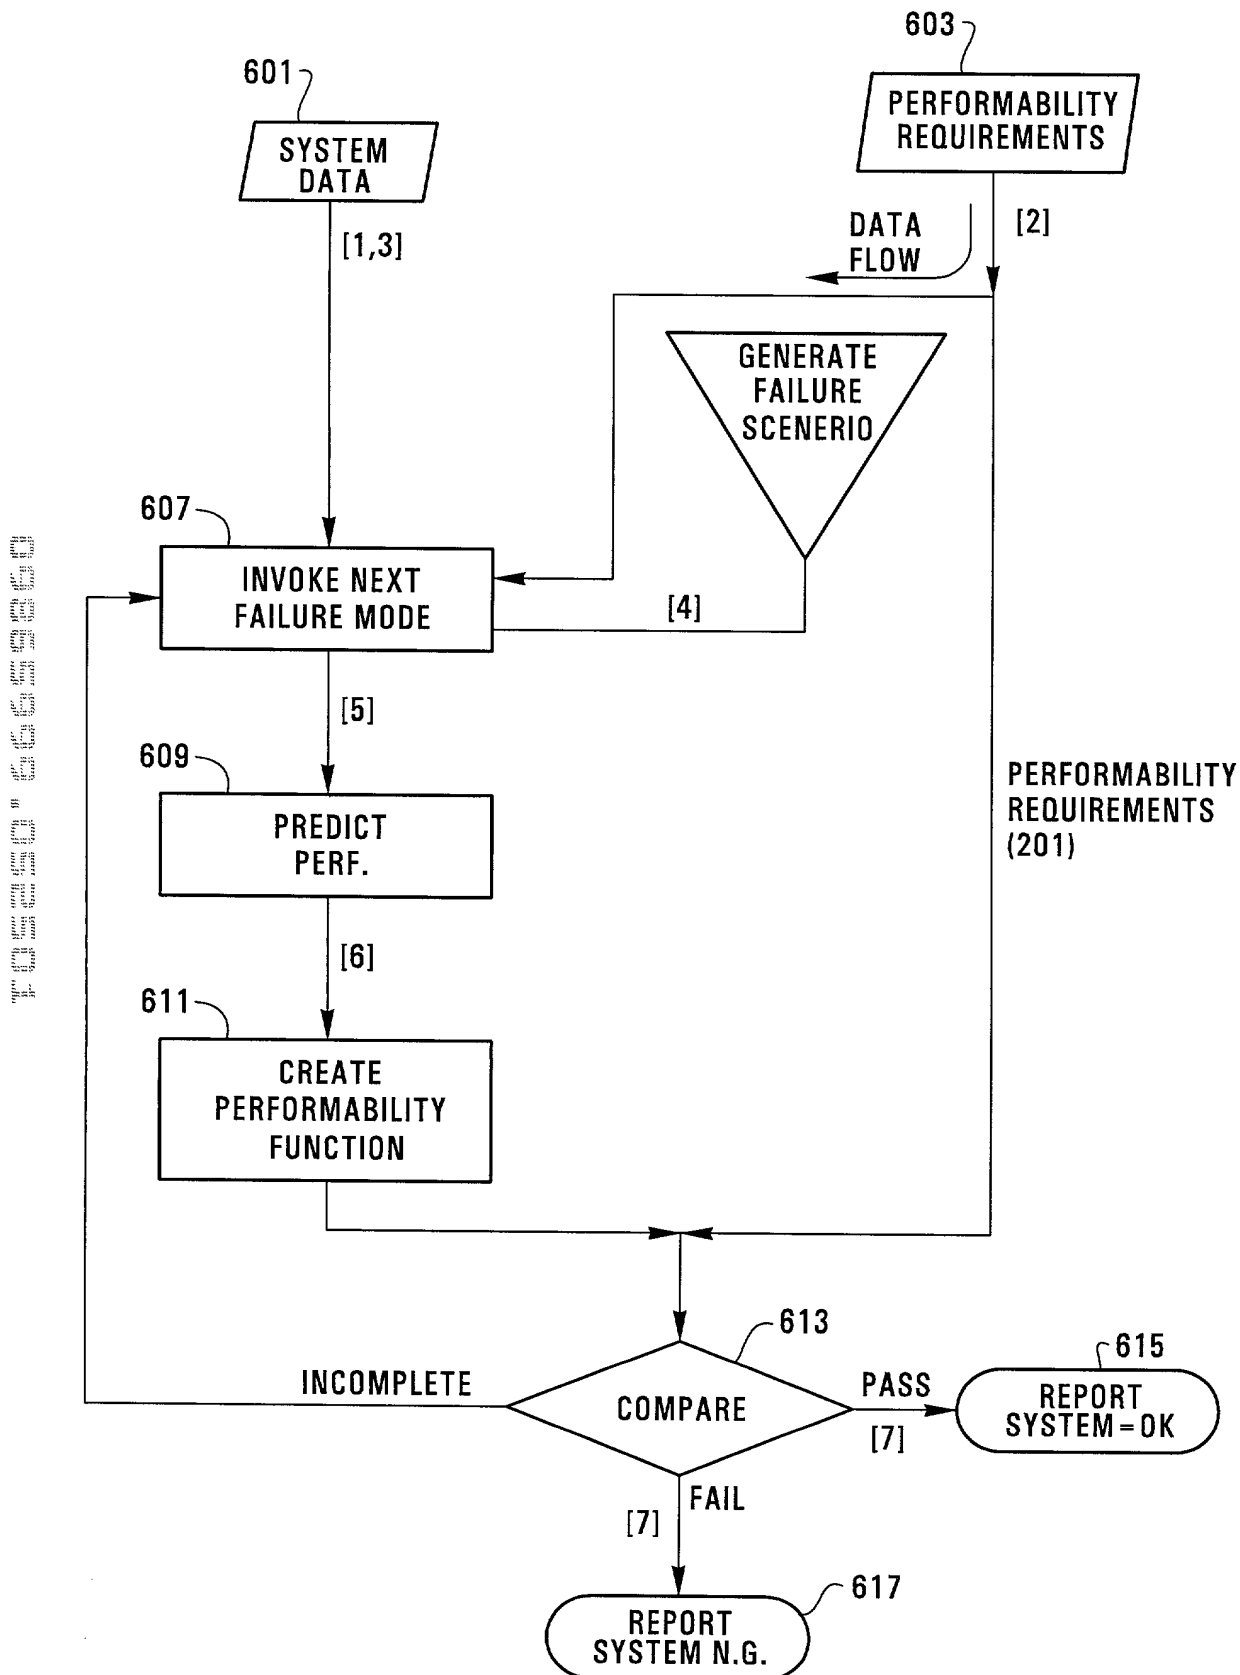 603
601
PERFORMABILITY
REQUIREMENTS
SYSTEM
DATA
[1,3]
DATA
FLOW
[2]
GENERATE
FAILURE
SCENERIO
607
INVOKE NEXT
FAILURE MODE
[4]
[5]
609
PREDICT
PERF.
PERFORMABILITY
REQUIREMENTS
(201)
[6]
611
CREATE
PERFORMABILITY
FUNCTION
613
615
INCOMPLETE
COMPARE
PASS
[7]
REPORT
SYSTEM=OK
FAIL
[7]
617
REPORT
SYSTEM N.G.